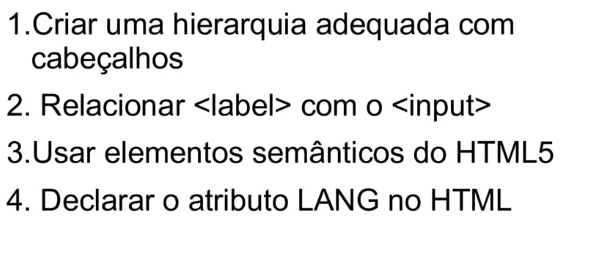 1.Criar uma hierarquia adequada com
cabeçalhos
2. Relacionar <label> com o <input>
3.Usar elementos semânticos do HTML5
4. Declarar o atributo LANG no HTML